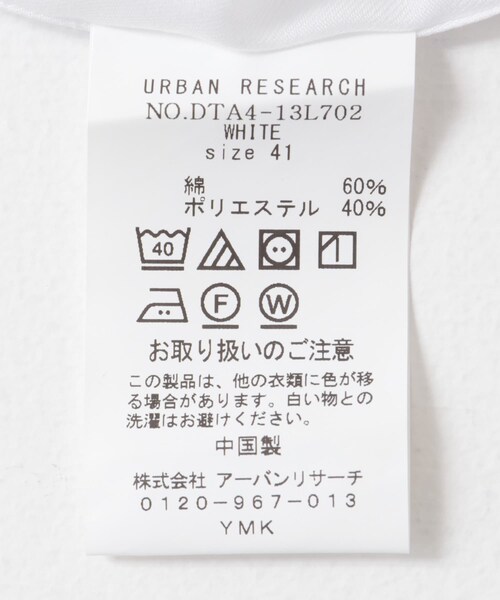 URBAN RESEARCH
NO.DTA4-13L702
WHITE
size 41
綿 60%
ポリエステル 40%
40
F W
お取り扱いのご注意
この製品は、他の衣類に色が移
る場合があります。白い物との
洗濯はお避けください。
中国製
株式会社 アーバンリサーチ
0120-967-013
YMK